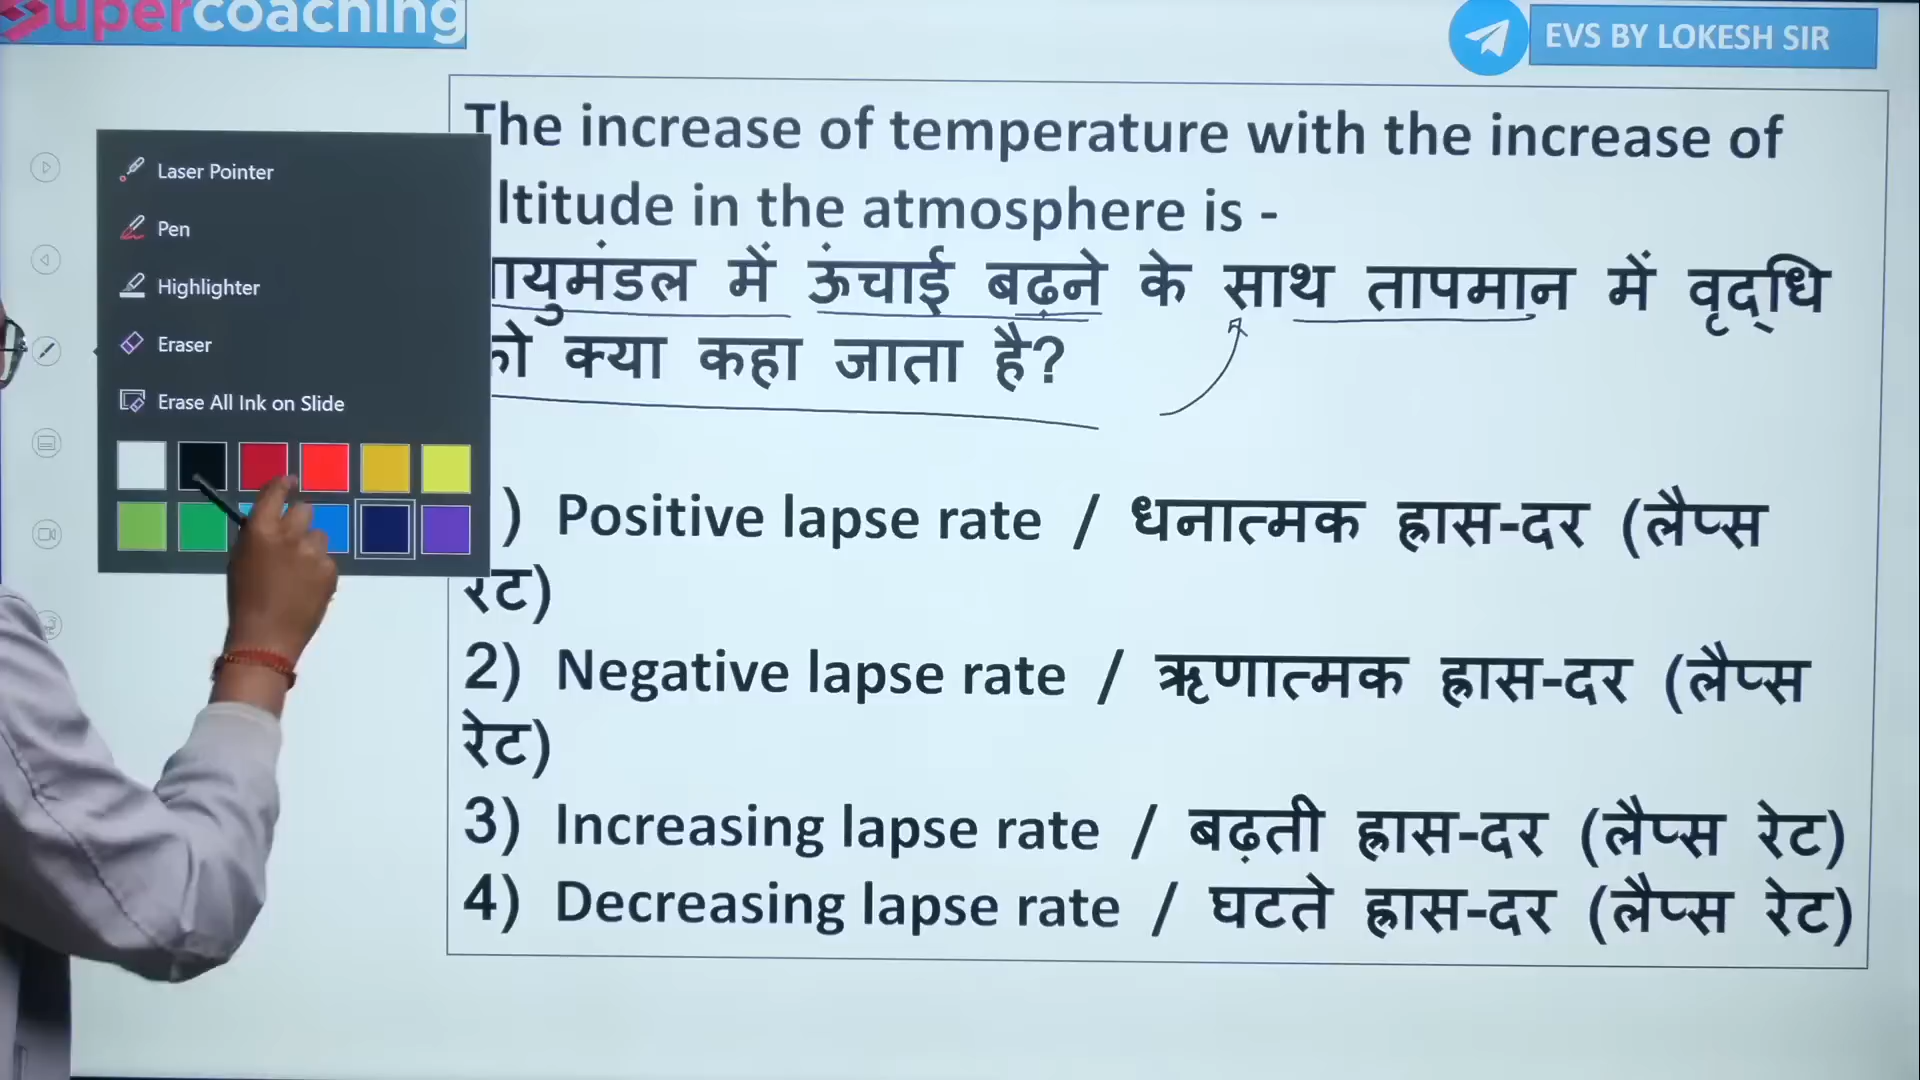 supercoaching
EVS BY LOKESH SIR
The increase of temperature with the increase of
ltitude in the atmosphere is -
ायुमंडल में ऊंचाई बढ़ने के साथ तापमान में वृद्धि
को क्या कहा जाता है?
) Positive lapse rate / धनात्मक ह्रास-दर (लैप्स
रेट)
2) Negative lapse rate / ऋणात्मक ह्रास-दर (लैप्स
रेट)
3) Increasing lapse rate / बढ़ती ह्रास-दर (लैप्स रेट)
4) Decreasing lapse rate / घटते ह्रास-दर (लैप्स रेट)
Laser Pointer
Pen
Highlighter
Eraser
Erase All Ink on Slide